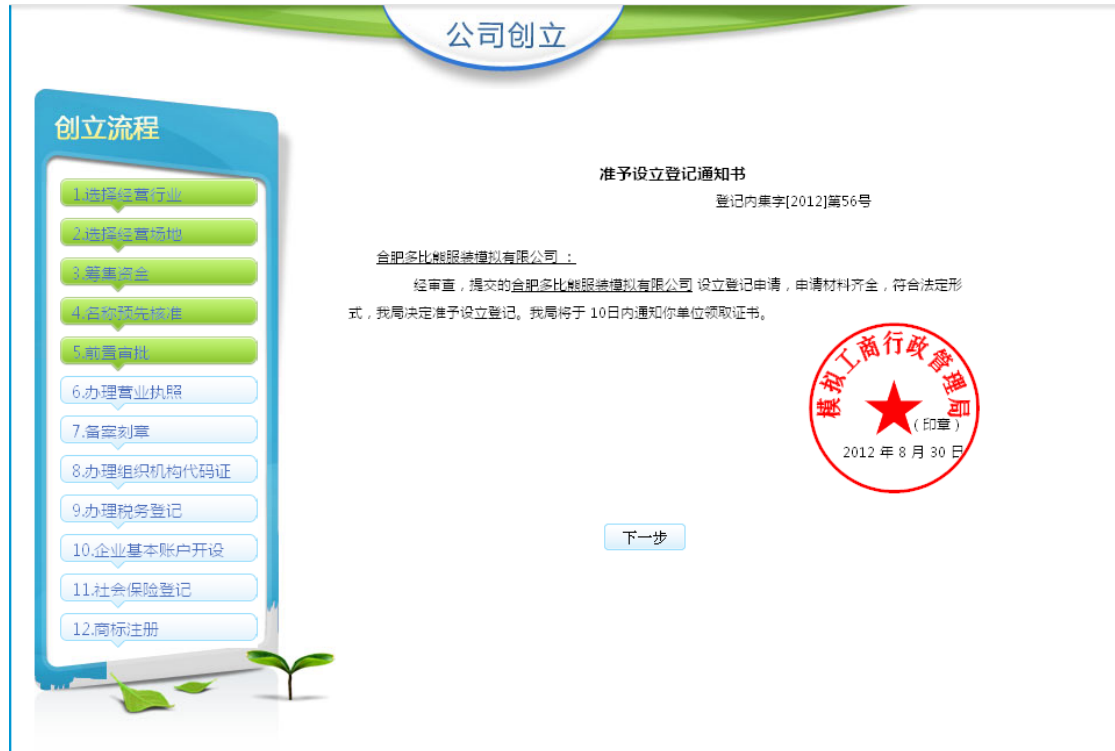 公司创立
创立流程
1.选择经营行业
2.选择经营场地
3.筹集资金
4.名称预先核准
5.前置审批
6.办理营业执照
7.备案刻章
8.办理组织机构代码证
9.办理税务登记
10.企业基本账户开设
11.社会保险登记
12.商标注册
准予设立登记通知书
登记内集字[2012]第56号
合肥多比熊服装模拟有限公司 ：
经审查，提交的合肥多比熊服装模拟有限公司 设立登记申请，申请材料齐全，符合法定形
式，我局决定准予设立登记。我局将于 10日内通知你单位领取证书。
模拟工商行政管理局
（印章）
2012 年 8 月 30 日
下一步